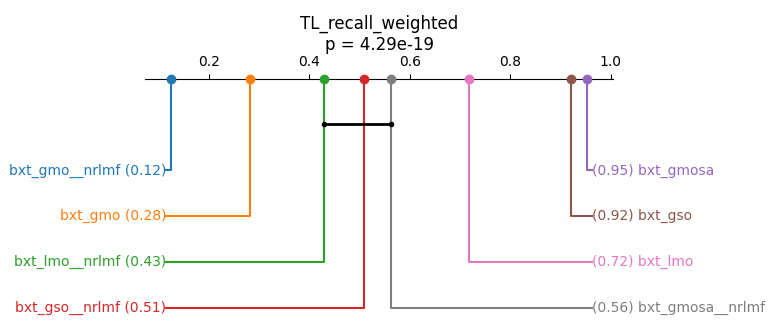 TL_recall_weighted
p = 4.29e-19
0.2 0.4 0.6 0.8 1.0
bxt_gmo__nrlmf (0.12) (0.95) bxt_gmosa
bxt_gmo (0.28) (0.92) bxt_gso
bxt_lmo__nrlmf (0.43) (0.72) bxt_lmo
bxt_gso__nrlmf (0.51) (0.56) bxt_gmosa__nrlmf